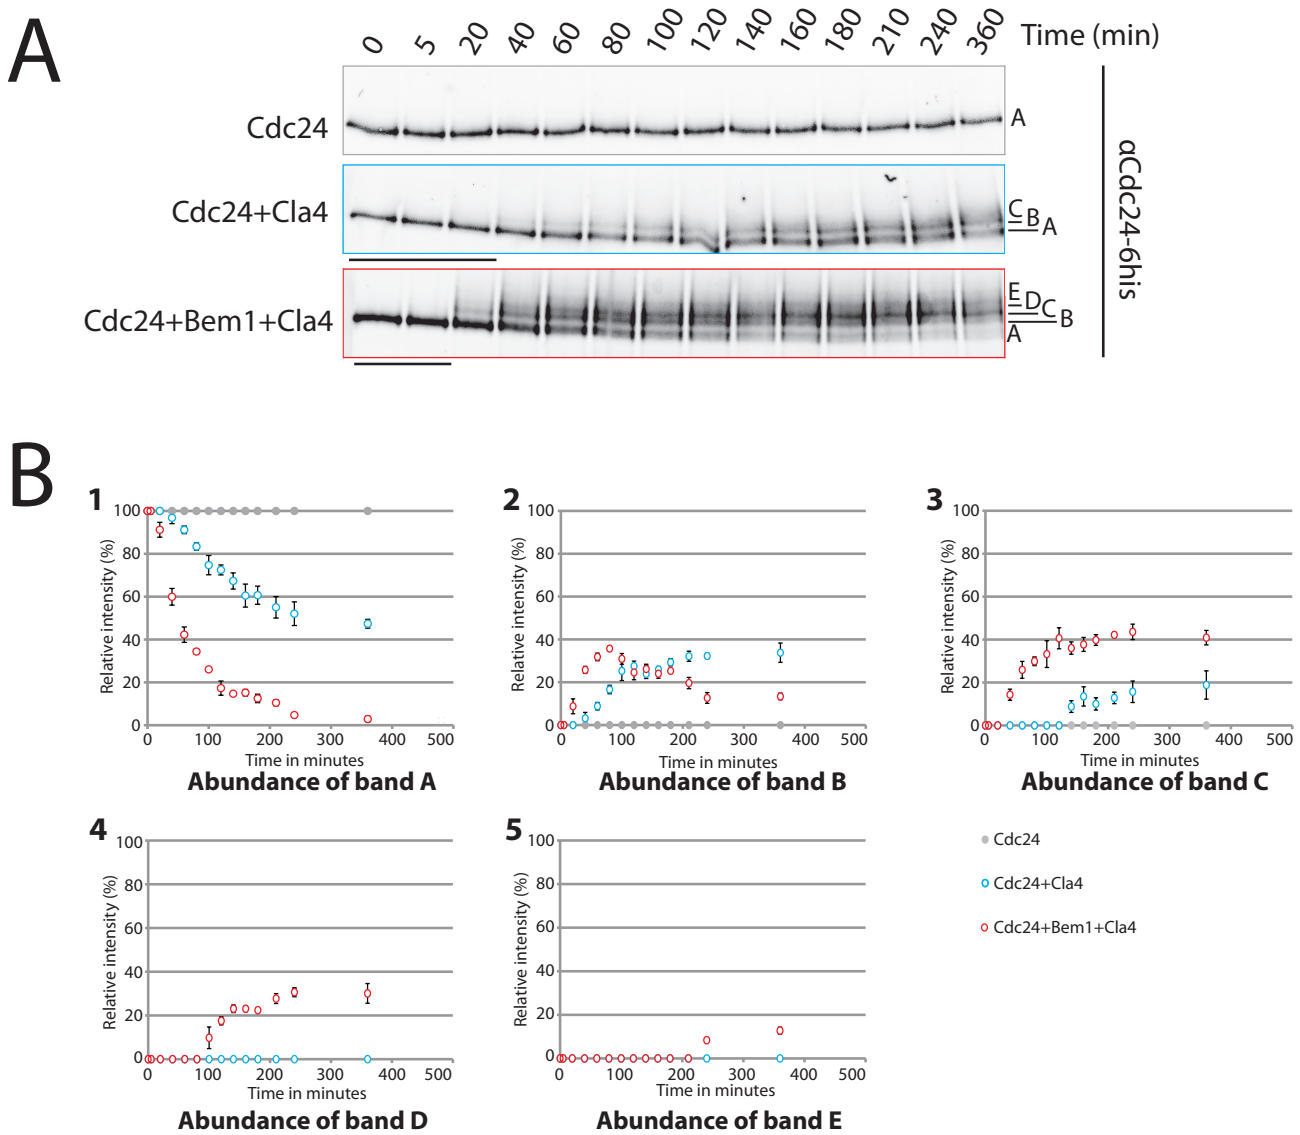 A
0 5 20 40 60 80 100 120 140 160 180 210 240 360 Time (min)
Cdc24
A
Cdc24+Cla4
C B A
Cdc24+Bem1+Cla4
E D C B
A
αCdc24-6his
B
1
Relative intensity (%)
100
80
60
40
20
0
0 100 200 300 400 500
Time in minutes
Abundance of band A
2
Relative intensity (%)
100
80
60
40
20
0
0 100 200 300 400 500
Time in minutes
Abundance of band B
3
Relative intensity (%)
100
80
60
40
20
0
0 100 200 300 400 500
Time in minutes
Abundance of band C
4
Relative intensity (%)
100
80
60
40
20
0
0 100 200 300 400 500
Time in minutes
Abundance of band D
5
Relative intensity (%)
100
80
60
40
20
0
0 100 200 300 400 500
Time in minutes
Abundance of band E
Cdc24
Cdc24+Cla4
Cdc24+Bem1+Cla4